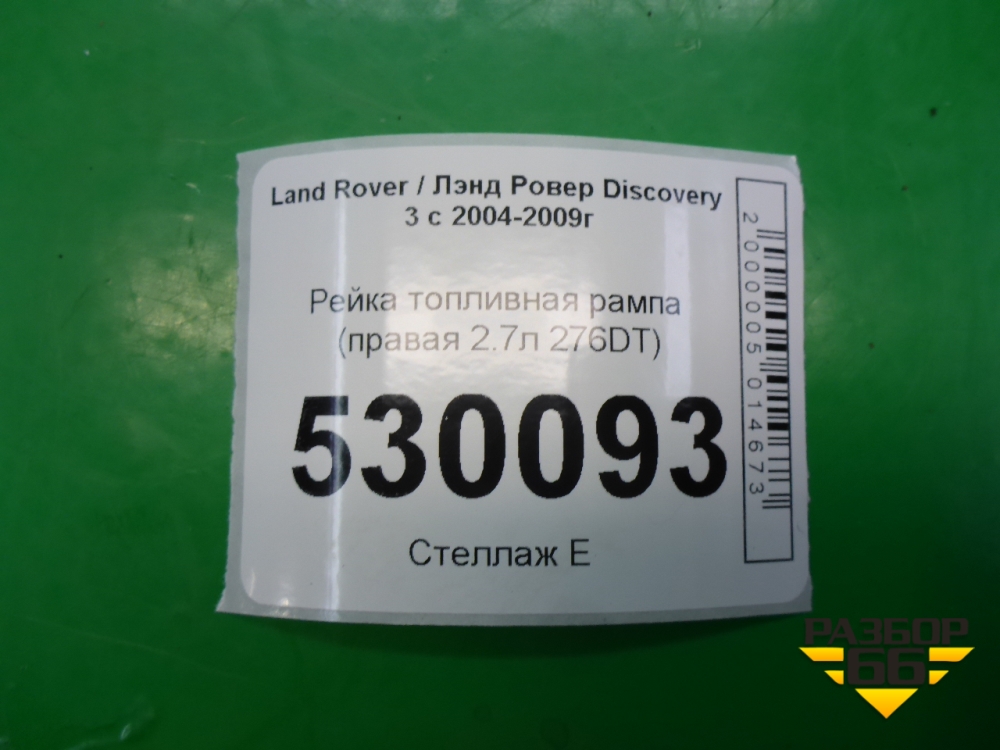 Land Rover / Лэнд Ровер Discovery
3 с 2004-2009г
Рейка топливная рампа
(правая 2.7л 276DT)
530093
Стеллаж Е
2000005014673
РАЗБОР
66